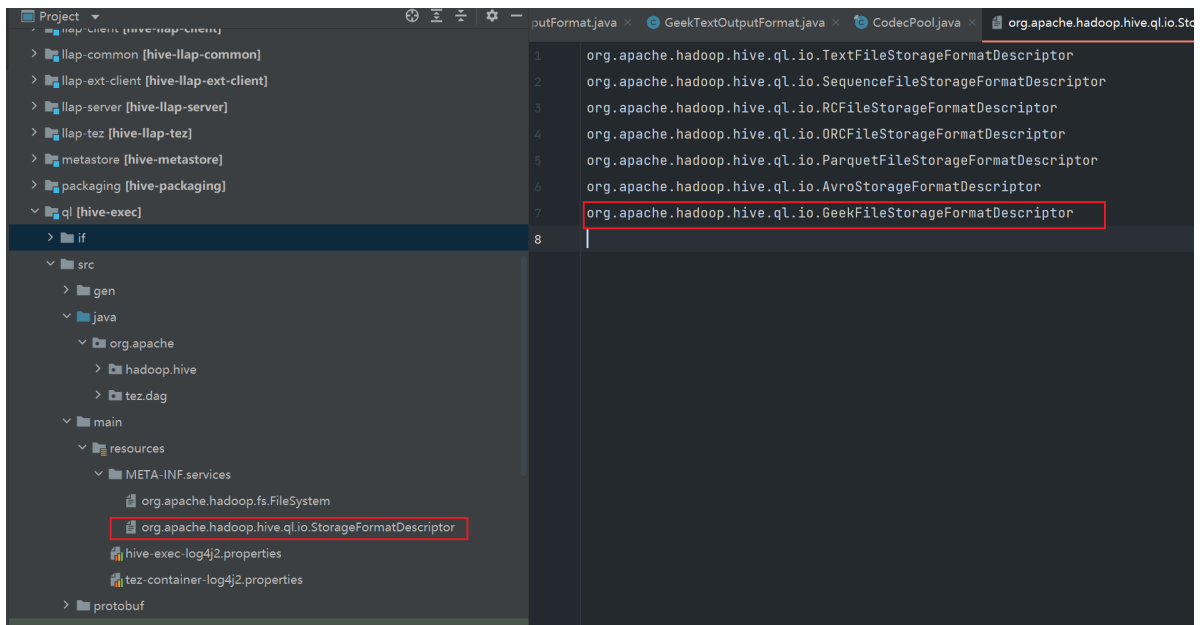 Project
llap-client [hive-llap-client]
llap-common [hive-llap-common]
llap-ext-client [hive-llap-ext-client]
llap-server [hive-llap-server]
llap-tez [hive-llap-tez]
metastore [hive-metastore]
packaging [hive-packaging]
ql [hive-exec]
if
src
gen
java
org.apache
hadoop.hive
tez.dag
main
resources
META-INF.services
org.apache.hadoop.fs.FileSystem
org.apache.hadoop.hive.ql.io.StorageFormatDescriptor
hive-exec-log4j2.properties
tez-container-log4j2.properties
protobuf
putFormat.java × GeekTextOutputFormat.java × CodecPool.java × org.apache.hadoop.hive.ql.io.Sto
1 org.apache.hadoop.hive.ql.io.TextFileStorageFormatDescriptor
2 org.apache.hadoop.hive.ql.io.SequenceFileStorageFormatDescriptor
3 org.apache.hadoop.hive.ql.io.RCFileStorageFormatDescriptor
4 org.apache.hadoop.hive.ql.io.ORCFileStorageFormatDescriptor
5 org.apache.hadoop.hive.ql.io.ParquetFileStorageFormatDescriptor
6 org.apache.hadoop.hive.ql.io.AvroStorageFormatDescriptor
7 org.apache.hadoop.hive.ql.io.GeekFileStorageFormatDescriptor
8